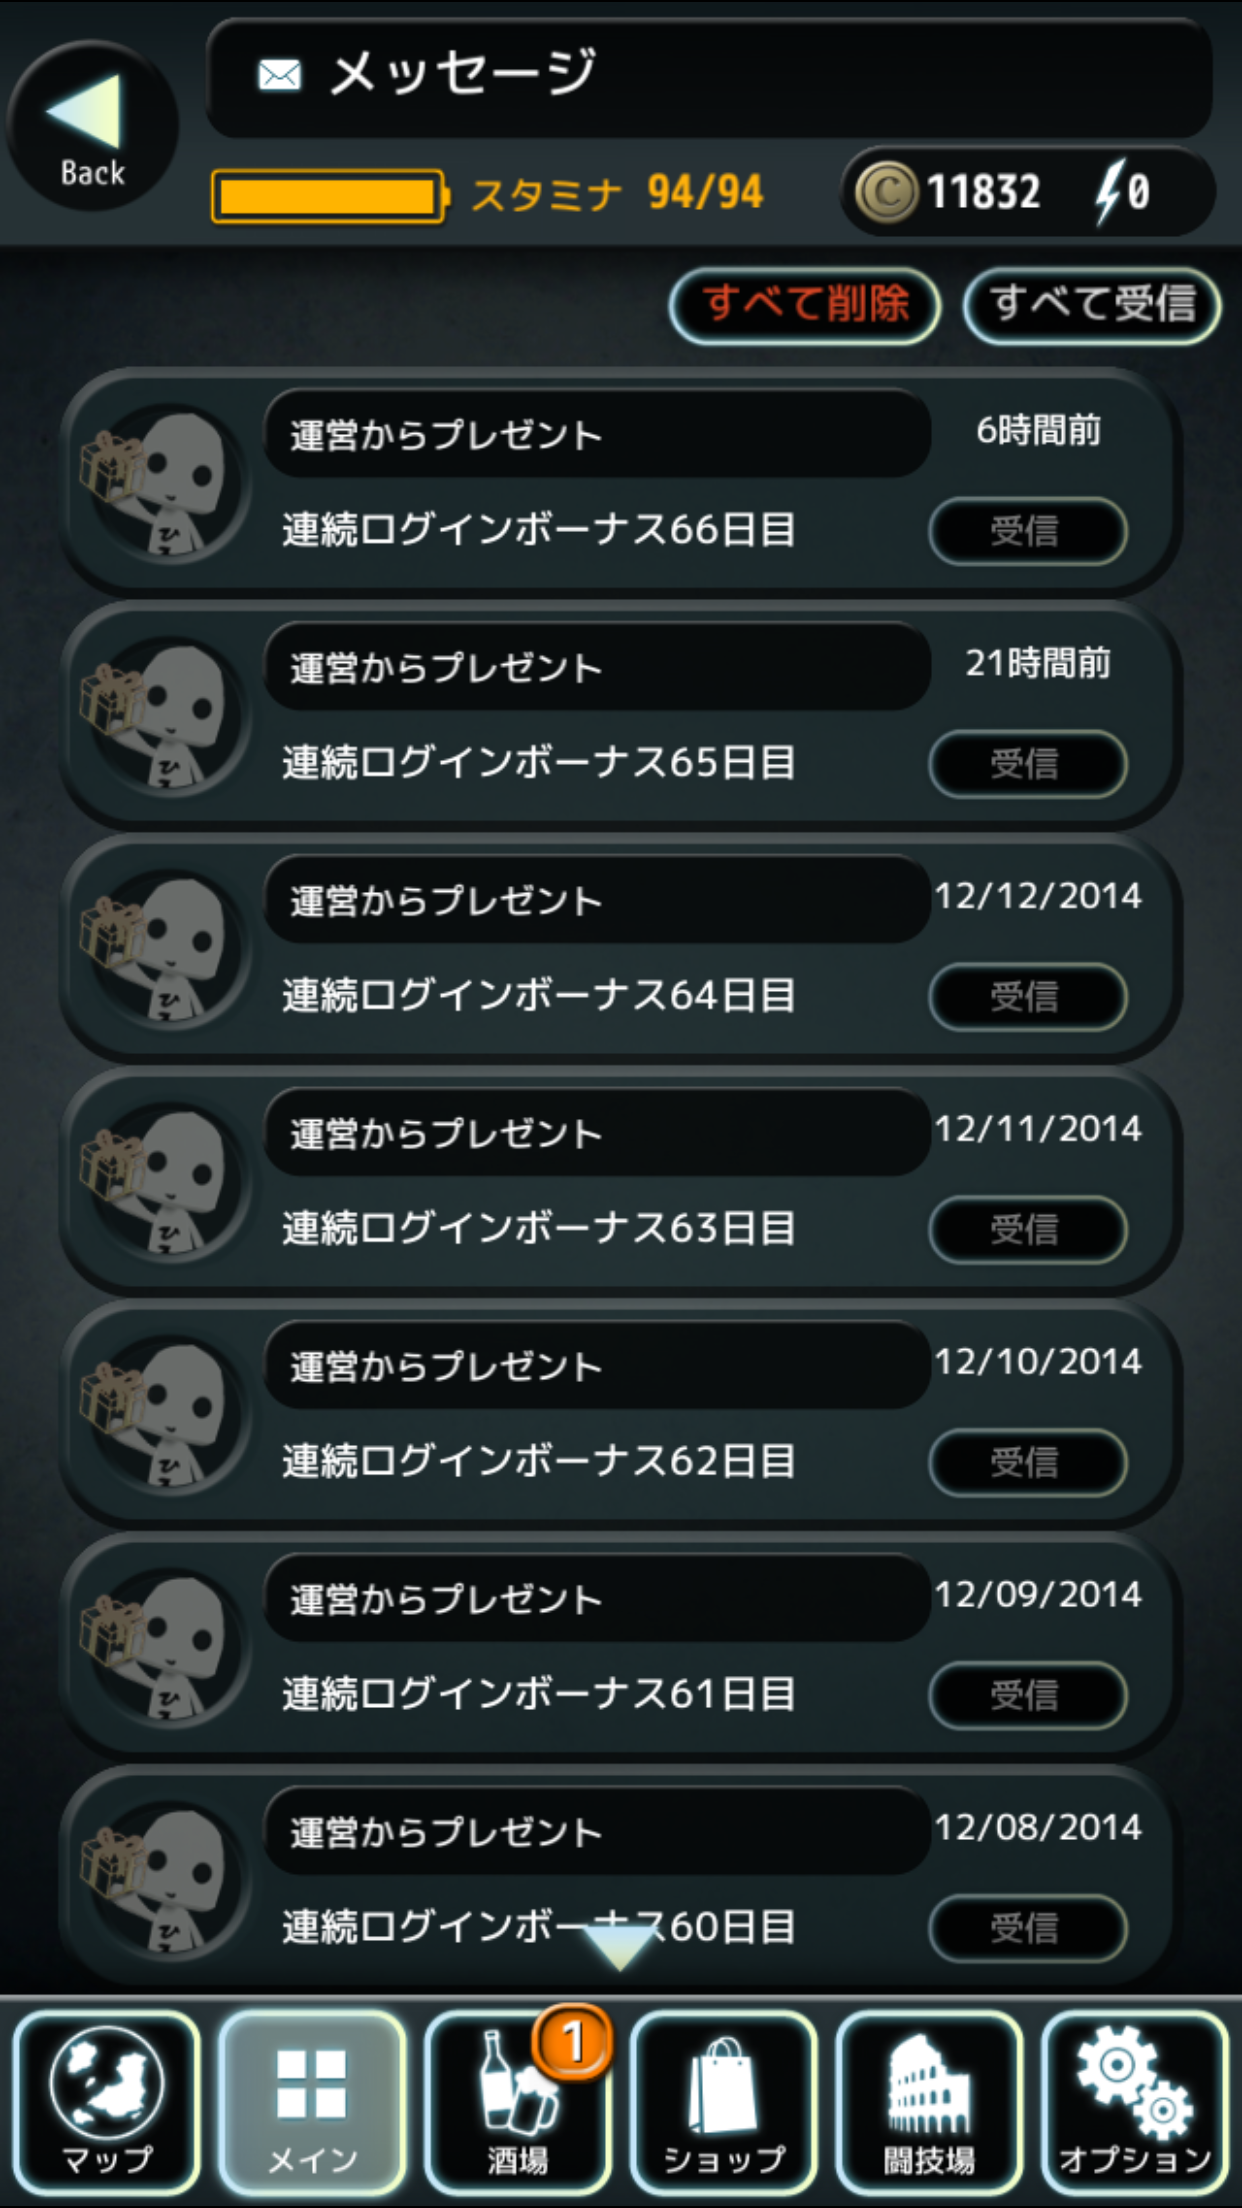 メッセージ
Back
スタミナ 94/94
C 11832 0
すべて削除 すべて受信
運営からプレゼント 6時間前
連続ログインボーナス66日目 受信
運営からプレゼント 21時間前
連続ログインボーナス65日目 受信
運営からプレゼント 12/12/2014
連続ログインボーナス64日目 受信
運営からプレゼント 12/11/2014
連続ログインボーナス63日目 受信
運営からプレゼント 12/10/2014
連続ログインボーナス62日目 受信
運営からプレゼント 12/09/2014
連続ログインボーナス61日目 受信
運営からプレゼント 12/08/2014
連続ログインボーナス60日目 受信
1
マップ メイン 酒場 ショップ 闘技場 オプション